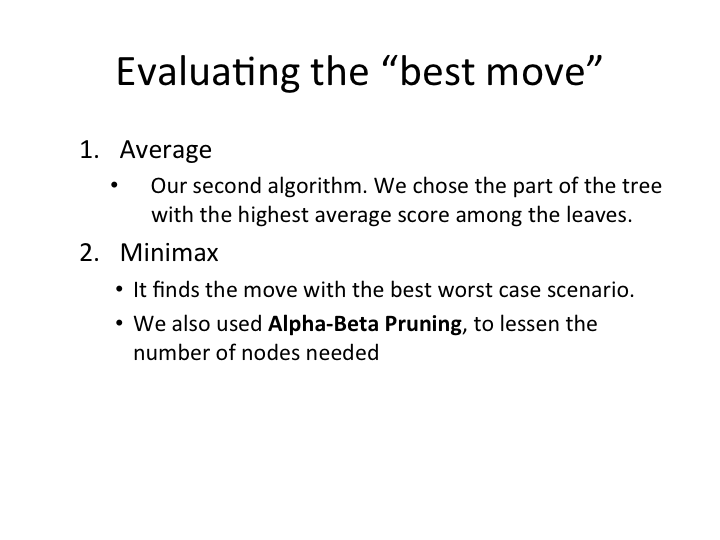 Evaluating the “best move”
1. Average
• Our second algorithm. We chose the part of the tree
with the highest average score among the leaves.
2. Minimax
• It finds the move with the best worst case scenario.
• We also used Alpha-Beta Pruning, to lessen the
number of nodes needed